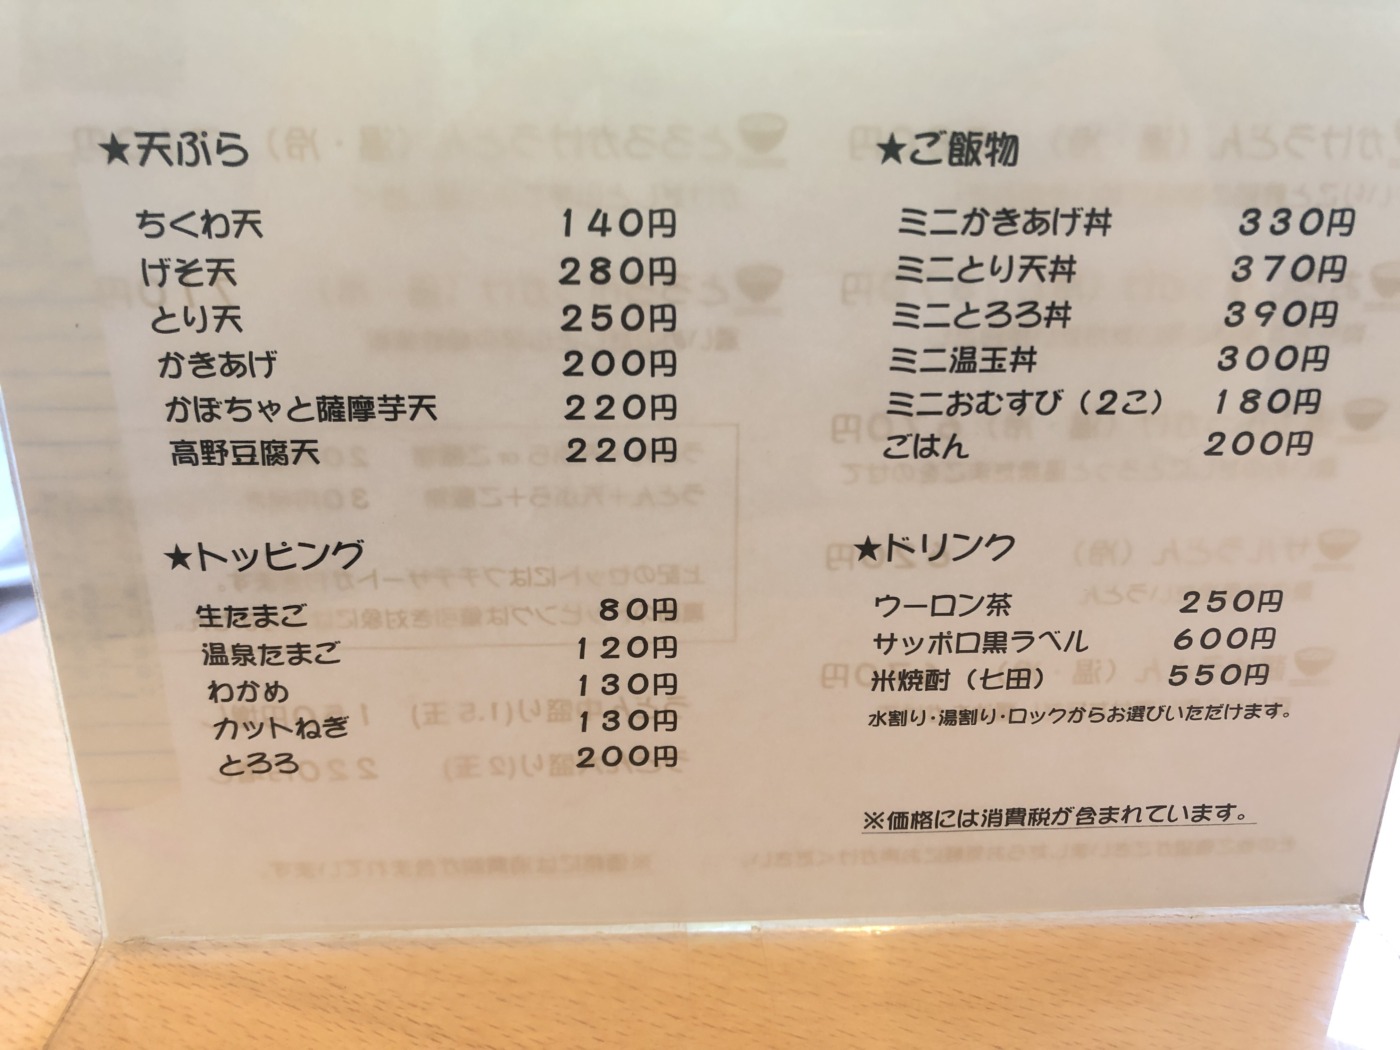 ★天ぷら
ちくわ天 140円
げそ天 280円
とり天 250円
かきあげ 200円
かぼちゃと薩摩芋天 220円
高野豆腐天 220円
★トッピング
生たまご 80円
温泉たまご 120円
わかめ 130円
カットねぎ 130円
とろろ 200円
★ご飯物
ミニかきあげ丼 330円
ミニとり天丼 370円
ミニとろろ丼 390円
ミニ温玉丼 300円
ミニおむすび（2こ） 180円
ごはん 200円
★ドリンク
ウーロン茶 250円
サッポロ黒ラベル 600円
米焼酎（七田） 550円
水割り・湯割り・ロックからお選びいただけます。
※価格には消費税が含まれています。